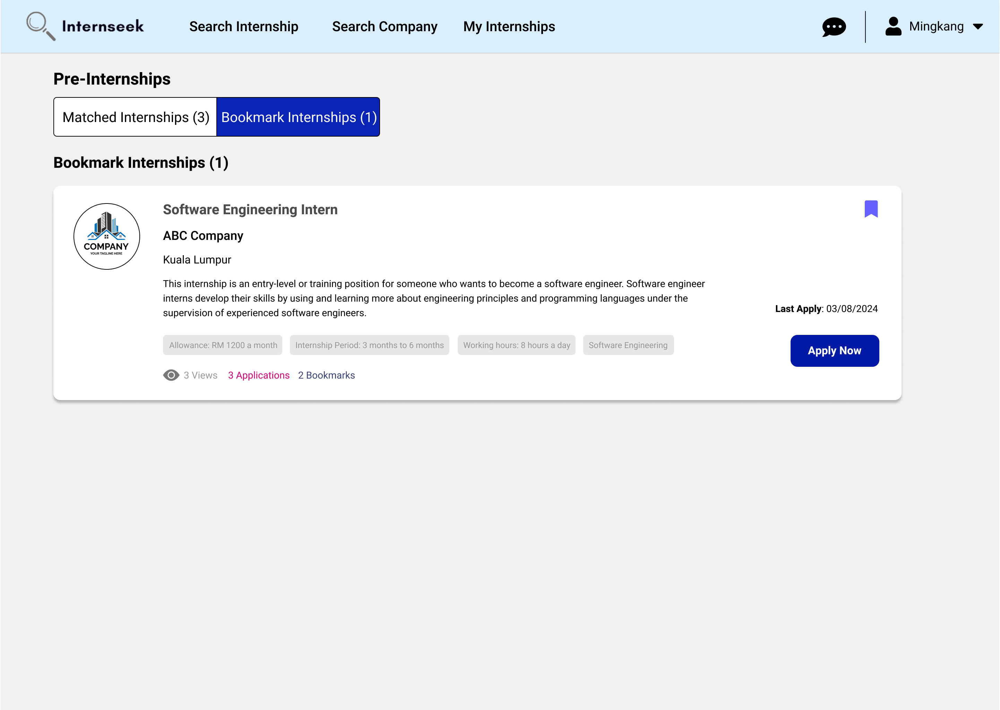 Internseek
Search Internship
Search Company
My Internships
Mingkang
Pre-Internships
Matched Internships (3)
Bookmark Internships (1)
Bookmark Internships (1)
COMPANY
YOUR TAGLINE HERE
Software Engineering Intern
ABC Company
Kuala Lumpur
This internship is an entry-level or training position for someone who wants to become a software engineer. Software engineer
interns develop their skills by using and learning more about engineering principles and programming languages under the
supervision of experienced software engineers.
Last Apply: 03/08/2024
Allowance: RM 1200 a month
Internship Period: 3 months to 6 months
Working hours: 8 hours a day
Software Engineering
Apply Now
3 Views
3 Applications
2 Bookmarks